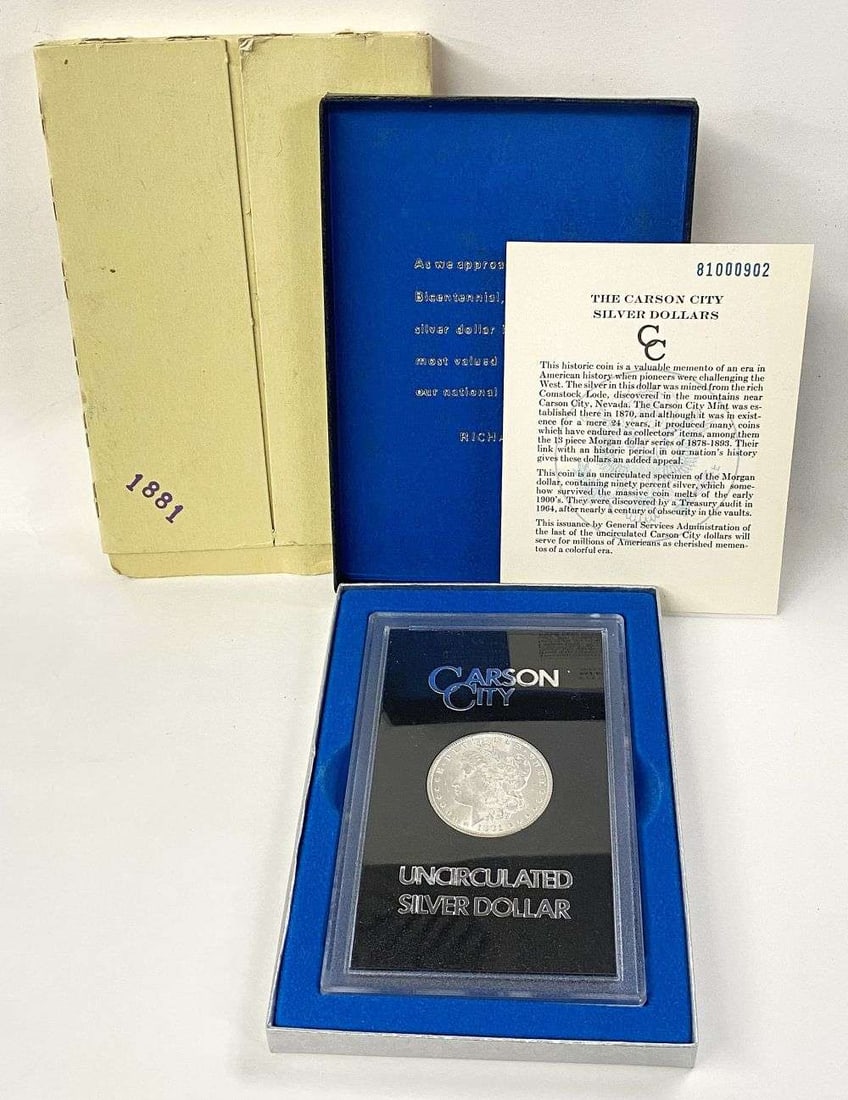 1881
As we approa
Bicentennial,
silver dollar
most valued
our national
RICHA
81000902
THE CARSON CITY
SILVER DOLLARS
CC
This historic coin is a valuable memento of an era in
American history when pioneers were challenging the
West. The silver in this dollar was mined from the rich
Comstock Lode, discovered in the mountains near
Carson City, Nevada. The Carson City Mint was es-
tablished there in 1870, and although it was in exist-
ence for a mere 24 years, it produced many coins
which have endured as collectors' items, among them
the 13 piece Morgan dollar series of 1878-1893. Their
link with an historic period in our nation's history
gives these dollars an added appeal.
This coin is an uncirculated specimen of the Morgan
dollar, containing ninety percent silver, which some-
how survived the massive coin melts of the early
1900's. They were discovered by a Treasury audit in
1964, after nearly a century of obscurity in the vaults.
This issuance by General Services Administration of
the last of the uncirculated Carson City dollars will
serve for millions of Americans as cherished memen-
tos of a colorful era.
CARSON
CITY
1881
UNCIRCULATED
SILVER DOLLAR